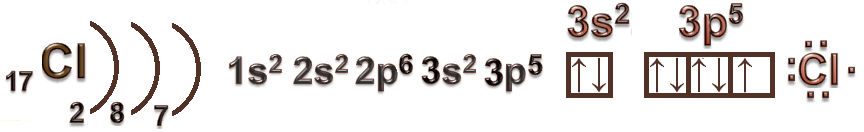 17 Cl 2 8 7
1s² 2s² 2p⁶ 3s² 3p⁵
3s² 3p⁵
↑↓ ↑↓ ↑↓ ↑
:Cl·